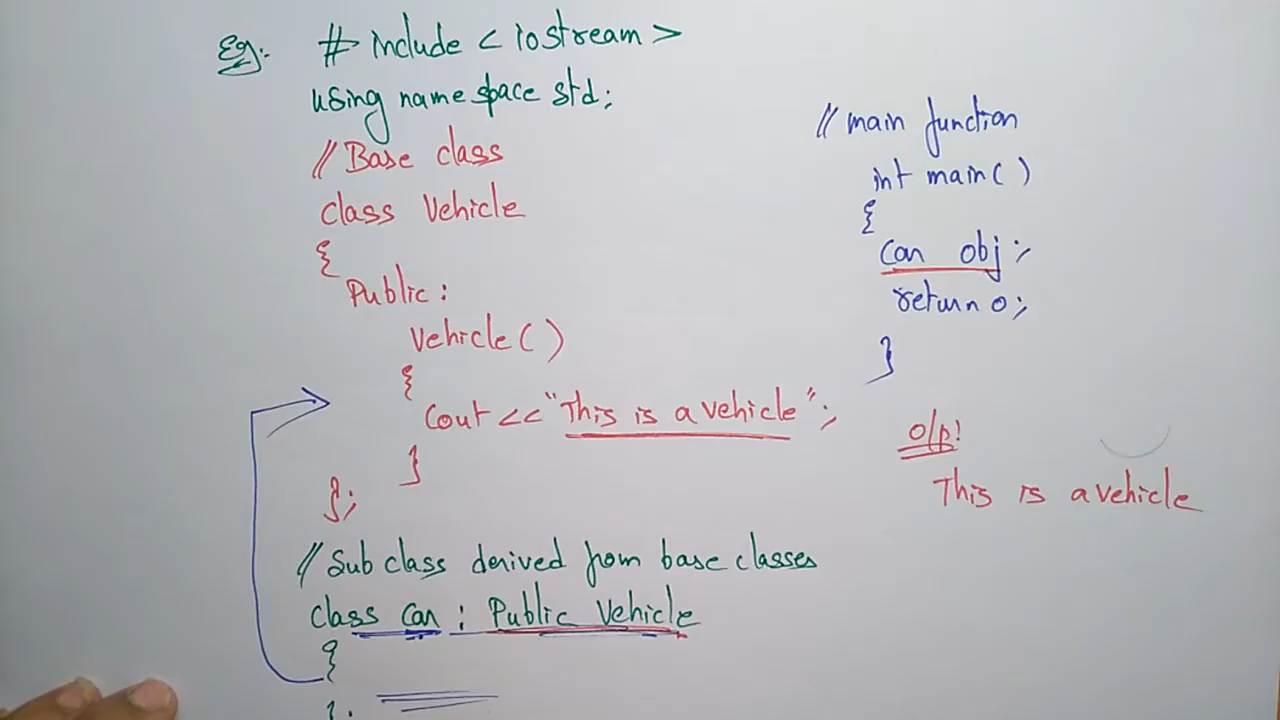 Eg:. # include < iostream >
using namespace std;
// Base class
class Vehicle
{
Public :
Vehicle ( )
{
Cout << "This is a vehicle" ;
}
};
// Sub class derived from base classes
class Car : Public Vehicle
{
};
// main function
int main( )
{
Car obj ;
return 0;
}
o/p!
This is a vehicle